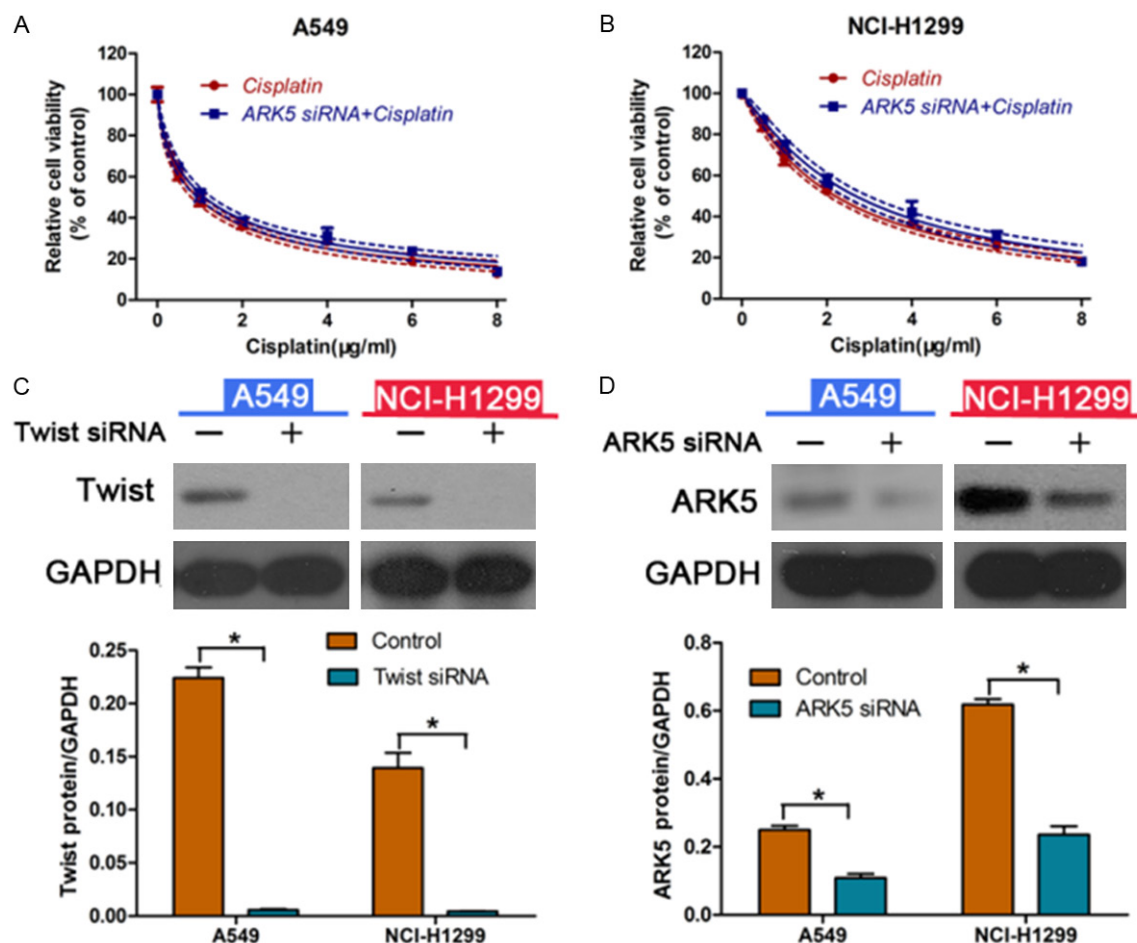 A
A549
120
100
80
60
40
20
0
Relative cell viability
(% of control)
Cisplatin
ARK5 siRNA+Cisplatin
0 2 4 6 8
Cisplatin(μg/ml)
B
NCI-H1299
120
100
80
60
40
20
0
Relative cell viability
(% of control)
Cisplatin
ARK5 siRNA+Cisplatin
0 2 4 6 8
Cisplatin(μg/ml)
C
A549 NCI-H1299
Twist siRNA − + − +
Twist
GAPDH
0.25
0.20
0.15
0.10
0.05
0.00
Twist protein/GAPDH
Control
Twist siRNA
* *
A549 NCI-H1299
D
A549 NCI-H1299
ARK5 siRNA − + − +
ARK5
GAPDH
0.8
0.6
0.4
0.2
0.0
ARK5 protein/GAPDH
Control
ARK5 siRNA
* *
A549 NCI-H1299